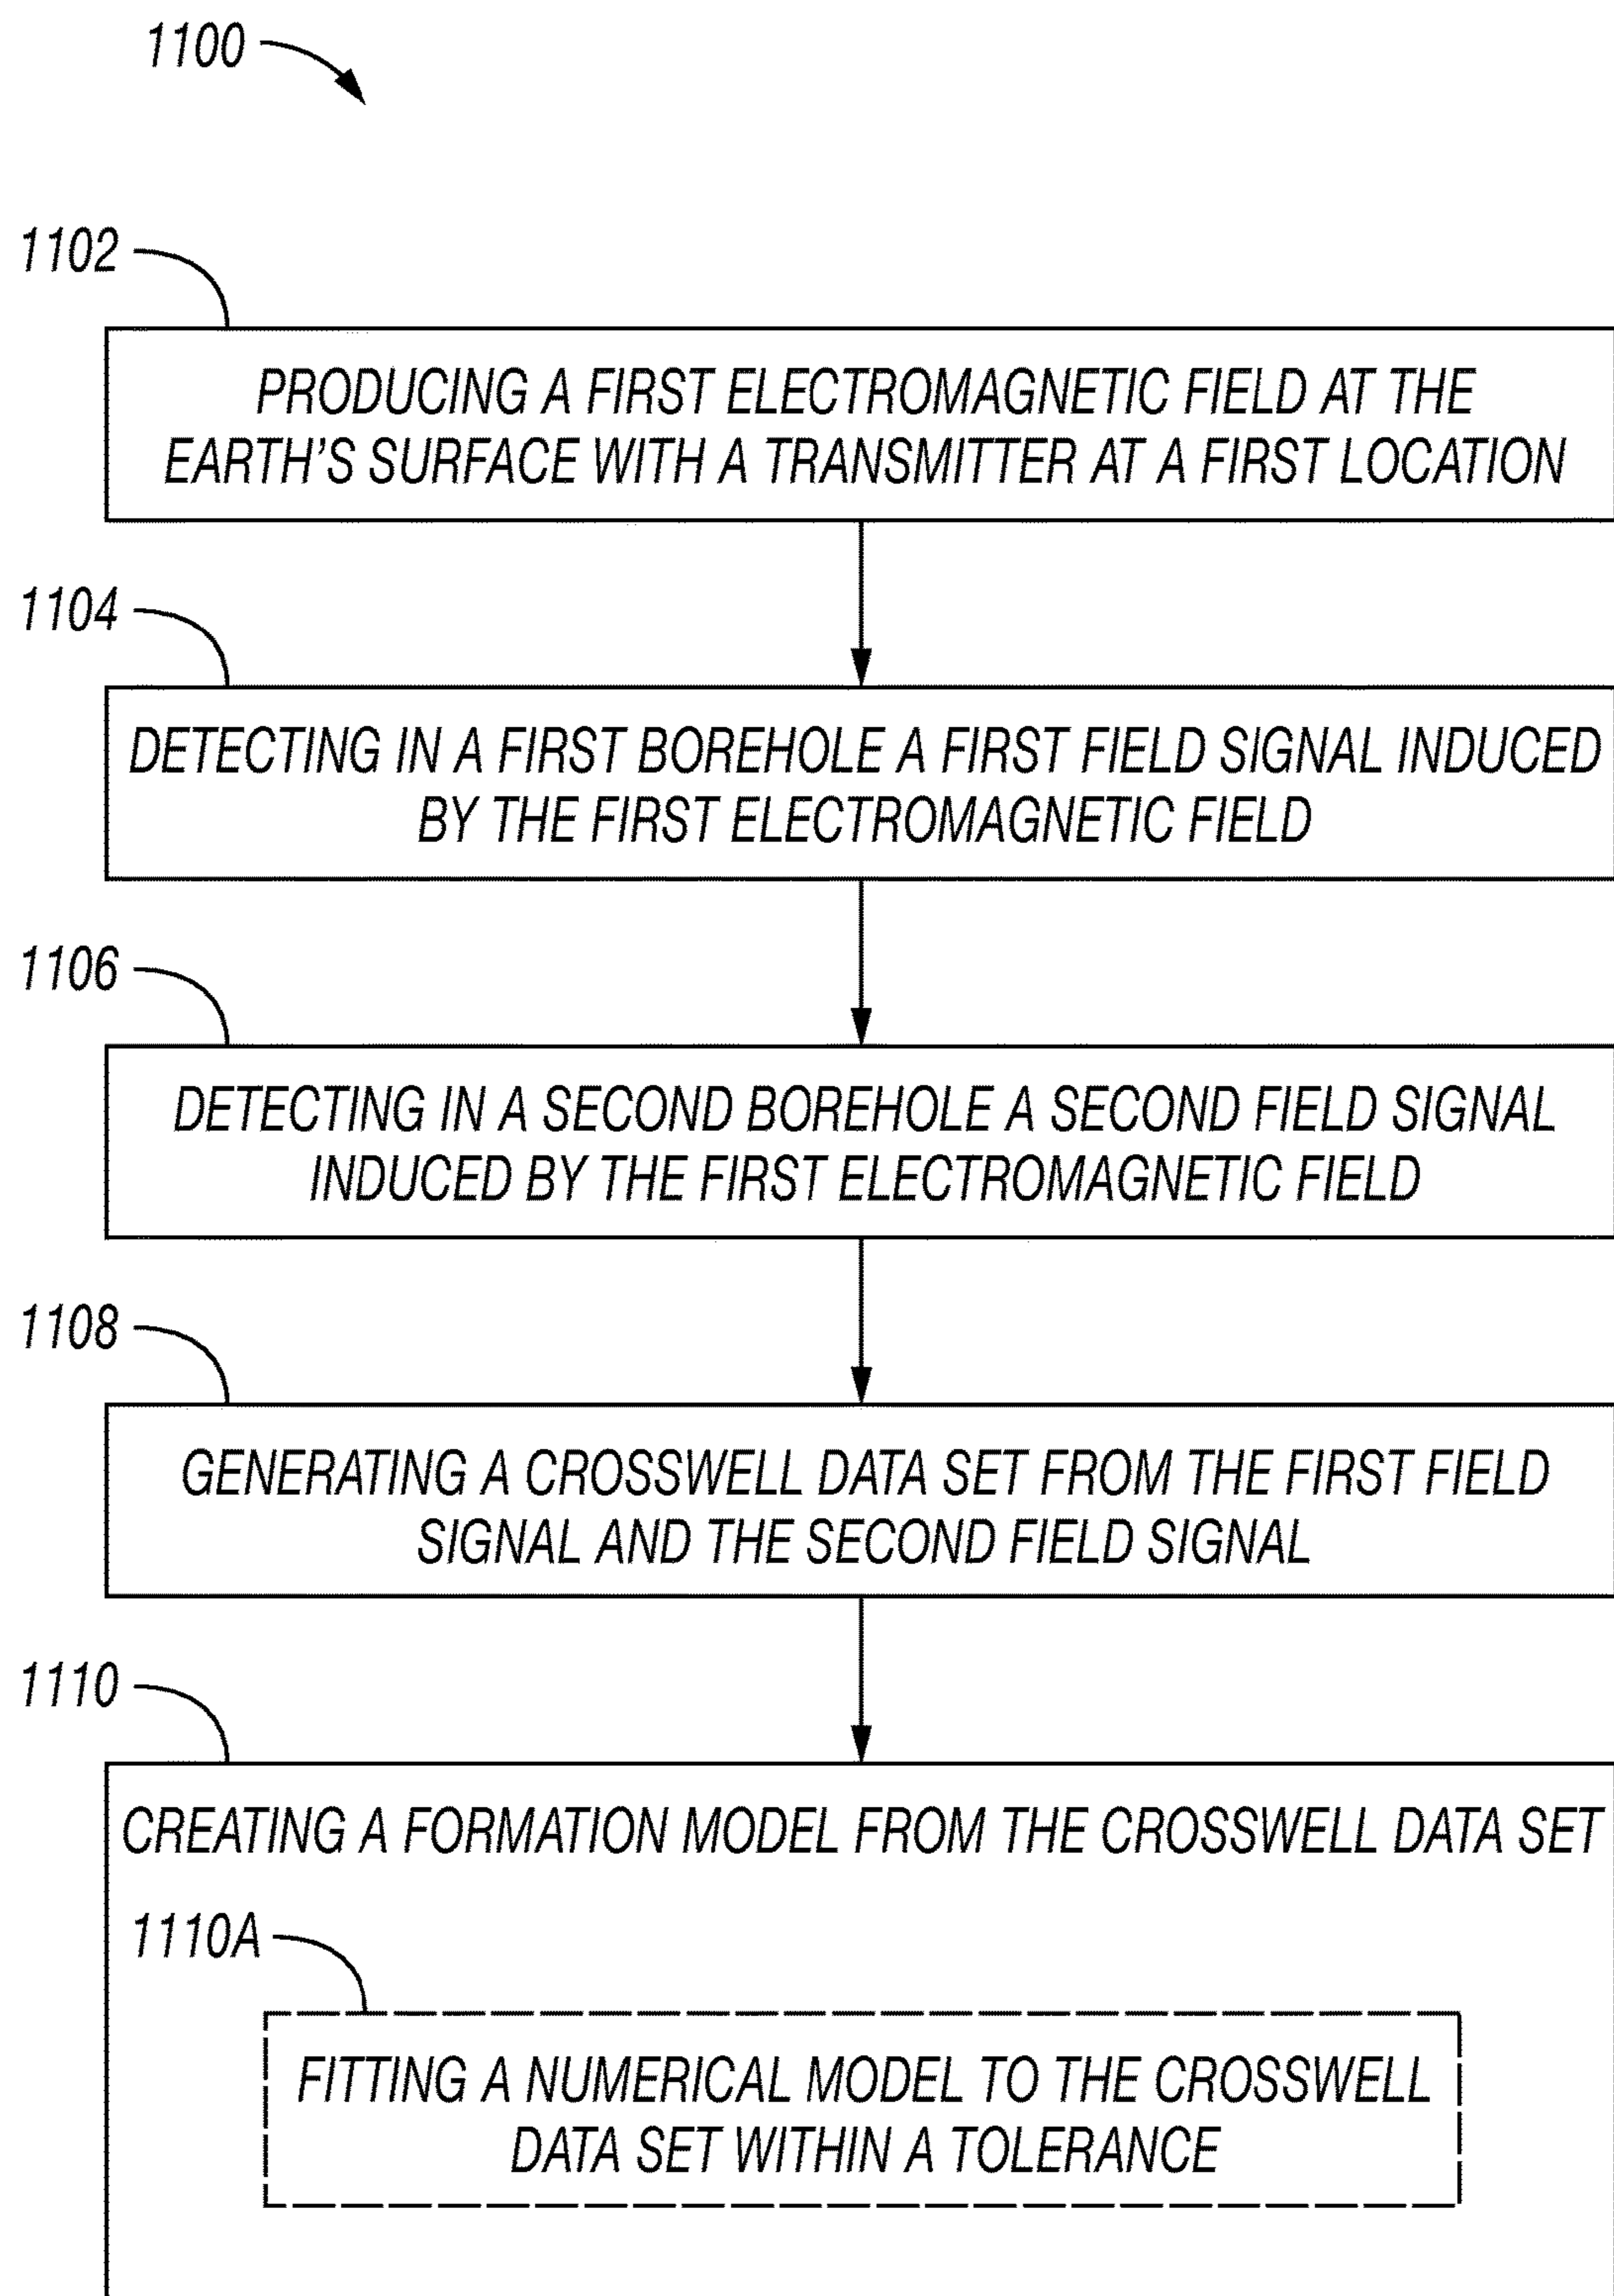 1100
1102
PRODUCING A FIRST ELECTROMAGNETIC FIELD AT THE
EARTH'S SURFACE WITH A TRANSMITTER AT A FIRST LOCATION
1104
DETECTING IN A FIRST BOREHOLE A FIRST FIELD SIGNAL INDUCED
BY THE FIRST ELECTROMAGNETIC FIELD
1106
DETECTING IN A SECOND BOREHOLE A SECOND FIELD SIGNAL
INDUCED BY THE FIRST ELECTROMAGNETIC FIELD
1108
GENERATING A CROSSWELL DATA SET FROM THE FIRST FIELD
SIGNAL AND THE SECOND FIELD SIGNAL
1110
CREATING A FORMATION MODEL FROM THE CROSSWELL DATA SET
1110A
FITTING A NUMERICAL MODEL TO THE CROSSWELL
DATA SET WITHIN A TOLERANCE